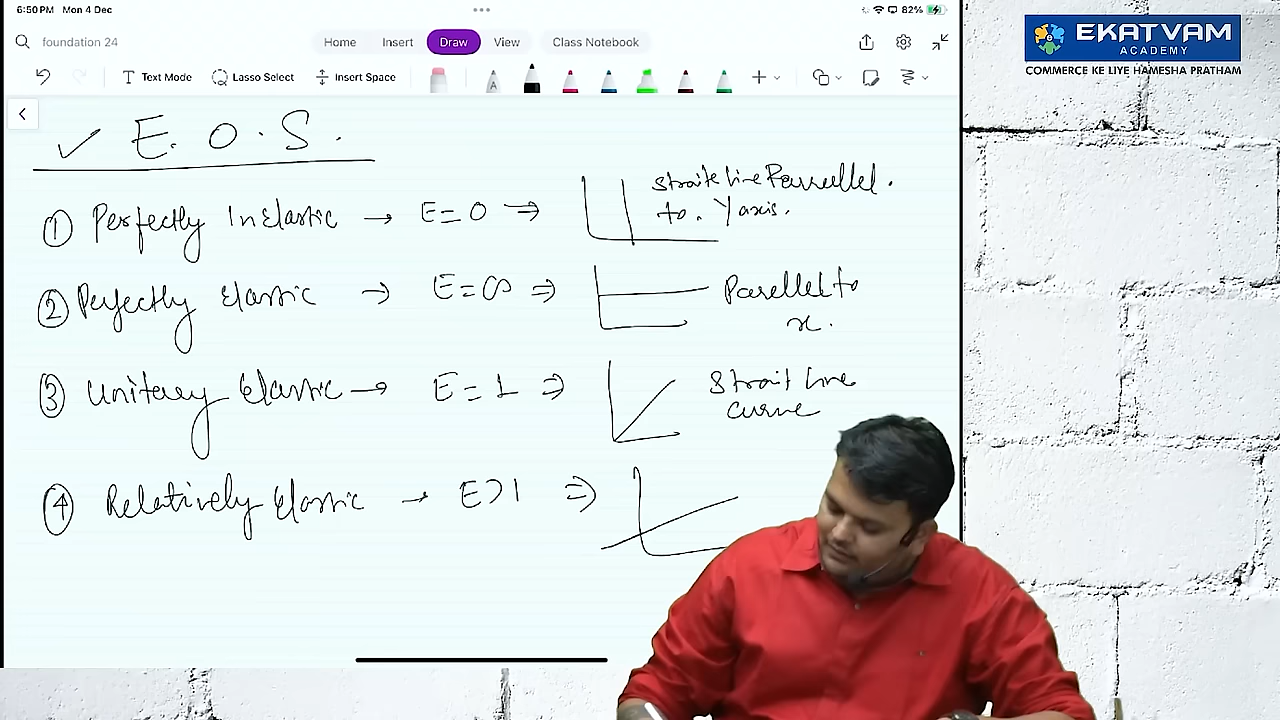 6:50 PM Mon 4 Dec
82%
foundation 24
Home Insert Draw View Class Notebook
Text Mode Lasso Select Insert Space
EKATVAM
ACADEMY
COMMERCE KE LIYE HAMESHA PRATHAM
✓ E. O. S.
① Perfectly InElastic → E = 0 ⇒
Straite line Parrallel.
to. Y axis.
② Perfectly Elastic → E = ∞ ⇒
Parellel to
x.
③ Unitary Elastic → E = 1 ⇒
Strait line
curve
④ Relatively Elastic → E > 1 ⇒